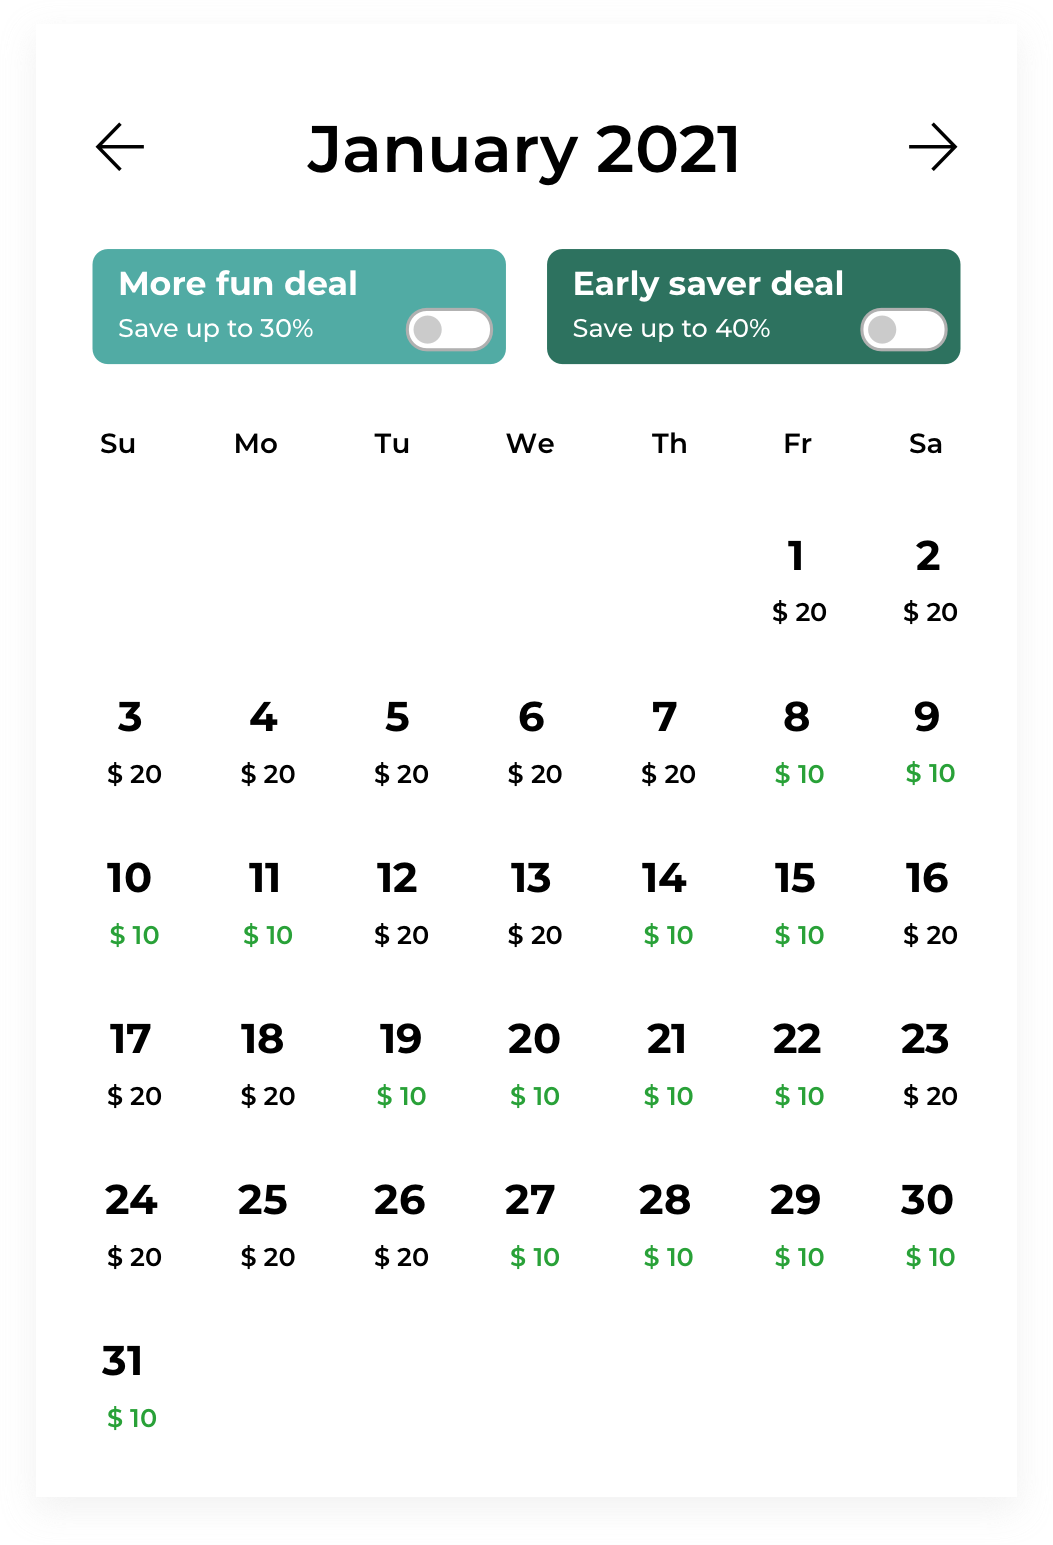 January 2021
More fun deal
Save up to 30%
Early saver deal
Save up to 40%
Su Mo Tu We Th Fr Sa
1 2
$ 20 $ 20
3 4 5 6 7 8 9
$ 20 $ 20 $ 20 $ 20 $ 20 $ 10 $ 10
10 11 12 13 14 15 16
$ 10 $ 10 $ 20 $ 20 $ 10 $ 10 $ 20
17 18 19 20 21 22 23
$ 20 $ 20 $ 10 $ 10 $ 10 $ 10 $ 20
24 25 26 27 28 29 30
$ 20 $ 20 $ 20 $ 10 $ 10 $ 10 $ 10
31
$ 10